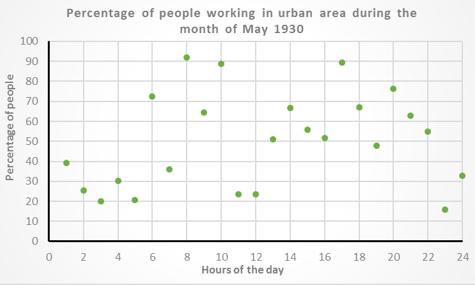 Percentage of people working in urban area during the
month of May 1930
100
90
80
70
60
50
40
30
20
10
0
Percentage of people
0 2 4 6 8 10 12 14 16 18 20 22 24
Hours of the day